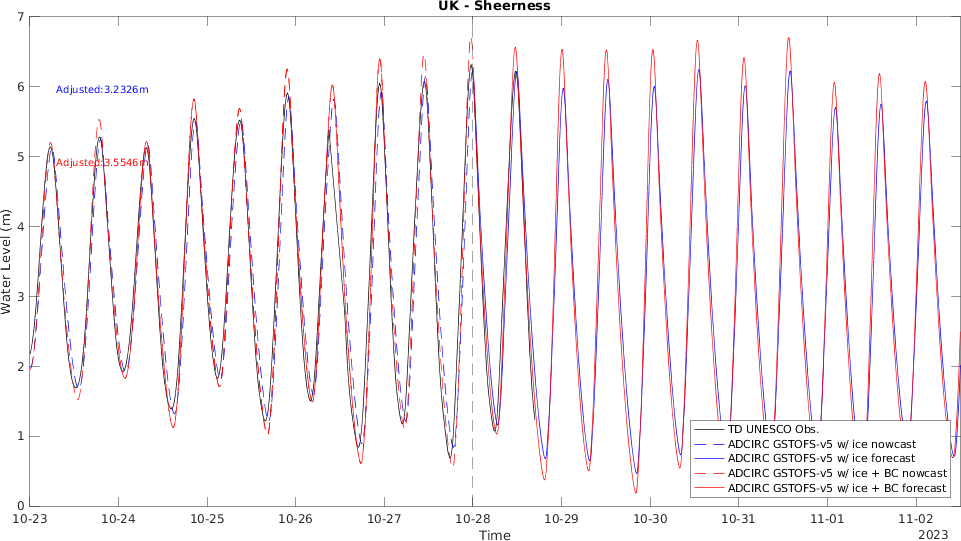 UK - Sheerness
7
6
5
4
3
2
1
0
Water Level (m)
Adjusted:3.2326m
Adjusted:3.5546m
TD UNESCO Obs.
ADCIRC GSTOFS-v5 w/ ice nowcast
ADCIRC GSTOFS-v5 w/ ice forecast
ADCIRC GSTOFS-v5 w/ ice + BC nowcast
ADCIRC GSTOFS-v5 w/ ice + BC forecast
10-23 10-24 10-25 10-26 10-27 10-28 10-29 10-30 10-31 11-01 11-02
Time
2023